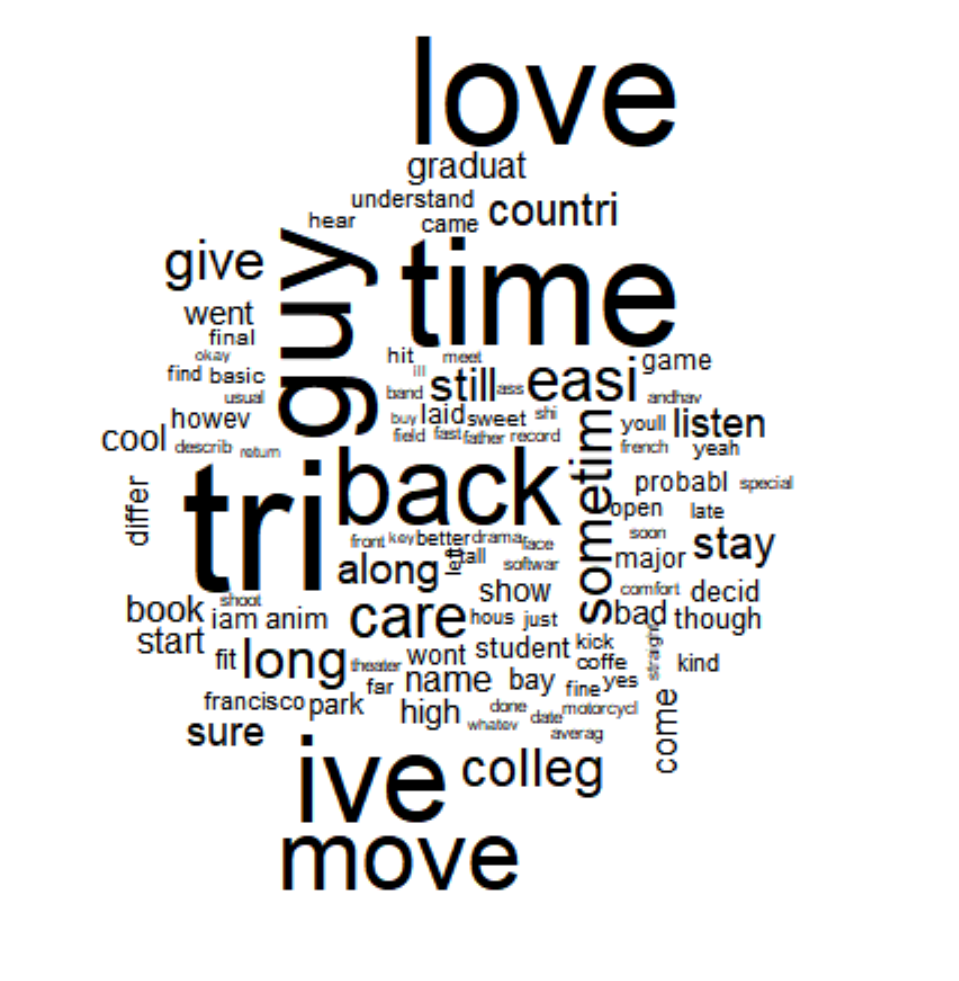 love
graduat
understand
hear
came
countri
give
guy
time
went
final
okay
find
basic
usual
hit
meet
ill
band
still
ass
easi
game
andhav
howev
cool
describ
return
buy
laid
sweet
shi
field
fast
father
record
sometim
youll
listen
french
yeah
tri
back
differ
probabl
special
open
late
soon
front
key
better
drama
face
left
tall
softwar
along
major
stay
comfort
decid
show
book
shoot
iam
anim
care
hous
just
bad
though
start
fit
long
theater
wont
student
kick
coffe
straight
kind
far
name
bay
fine
yes
francisco
park
high
done
date
motorcycl
whatev
averag
come
sure
ive
colleg
move